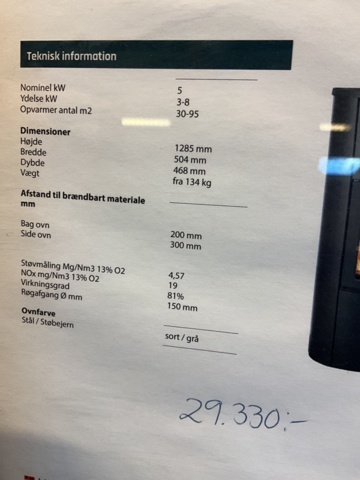 Teknisk information
Nominel kW 5
Ydelse kW 3-8
Opvarmer antal m2 30-95
Dimensioner
Højde 1285 mm
Bredde 504 mm
Dybde 468 mm
Vægt fra 134 kg
Afstand til brændbart materiale
mm
Bag ovn 200 mm
Side ovn 300 mm
Støvmåling Mg/Nm3 13% O2 4,57
NOx mg/Nm3 13% O2 19
Virkningsgrad 81%
Røgafgang Ø mm 150 mm
Ovnfarve
Stål / Støbejern sort / grå
29.330:-